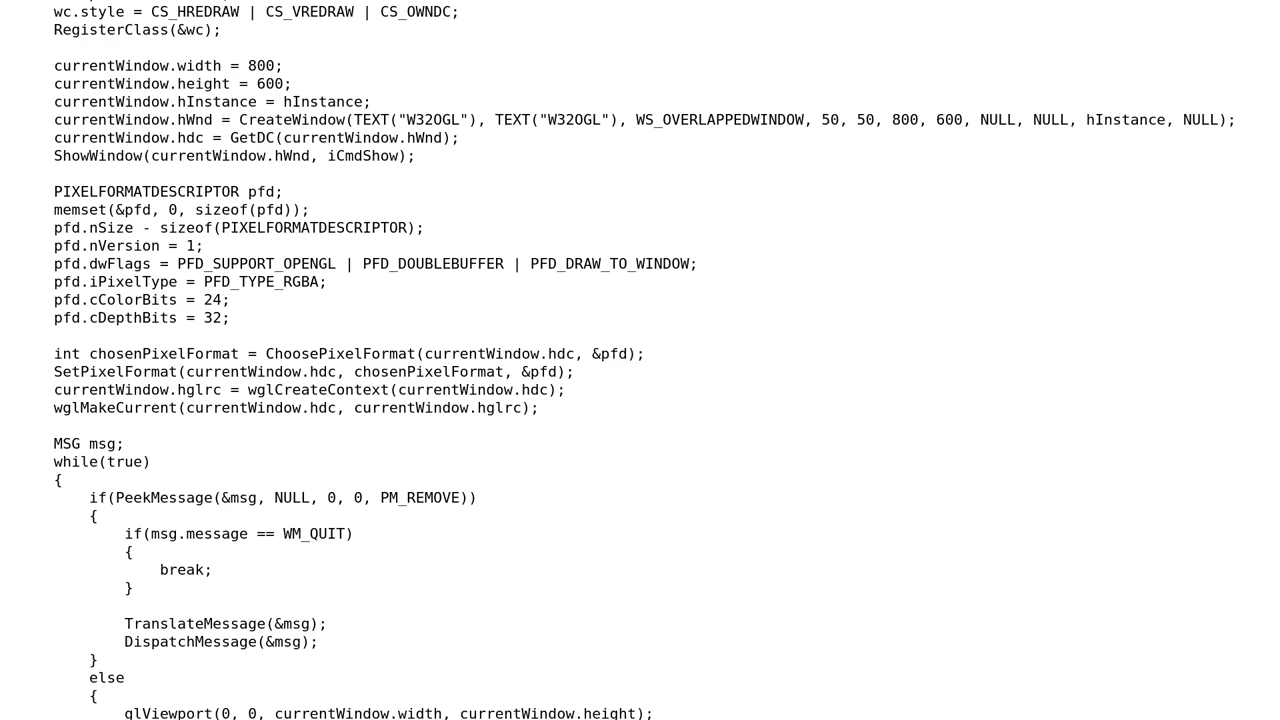 wc.style = CS_HREDRAW | CS_VREDRAW | CS_OWNDC;
RegisterClass(&wc);
currentWindow.width = 800;
currentWindow.height = 600;
currentWindow.hInstance = hInstance;
currentWindow.hWnd = CreateWindow(TEXT("W32OGL"), TEXT("W32OGL"), WS_OVERLAPPEDWINDOW, 50, 50, 800, 600, NULL, NULL, hInstance, NULL);
currentWindow.hdc = GetDC(currentWindow.hWnd);
ShowWindow(currentWindow.hWnd, iCmdShow);
PIXELFORMATDESCRIPTOR pfd;
memset(&pfd, 0, sizeof(pfd));
pfd.nSize - sizeof(PIXELFORMATDESCRIPTOR);
pfd.nVersion = 1;
pfd.dwFlags = PFD_SUPPORT_OPENGL | PFD_DOUBLEBUFFER | PFD_DRAW_TO_WINDOW;
pfd.iPixelType = PFD_TYPE_RGBA;
pfd.cColorBits = 24;
pfd.cDepthBits = 32;
int chosenPixelFormat = ChoosePixelFormat(currentWindow.hdc, &pfd);
SetPixelFormat(currentWindow.hdc, chosenPixelFormat, &pfd);
currentWindow.hglrc = wglCreateContext(currentWindow.hdc);
wglMakeCurrent(currentWindow.hdc, currentWindow.hglrc);
MSG msg;
while(true)
{
if(PeekMessage(&msg, NULL, 0, 0, PM_REMOVE))
{
if(msg.message == WM_QUIT)
{
break;
}
TranslateMessage(&msg);
DispatchMessage(&msg);
}
else
{
glViewport(0, 0, currentWindow.width, currentWindow.height);